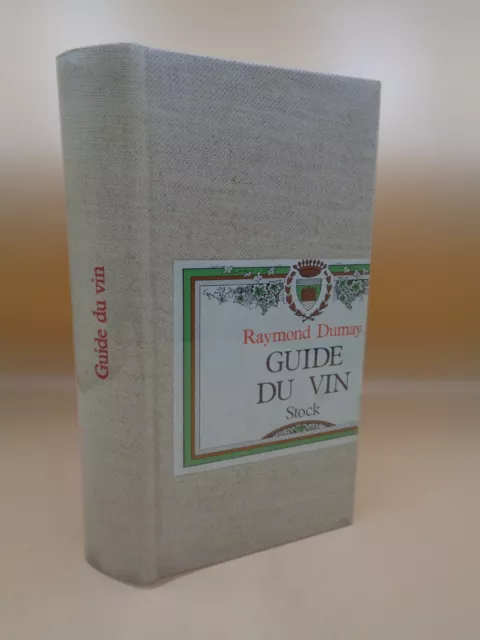 Guide du vin
Raymond Dumay
GUIDE
DU VIN
Stock